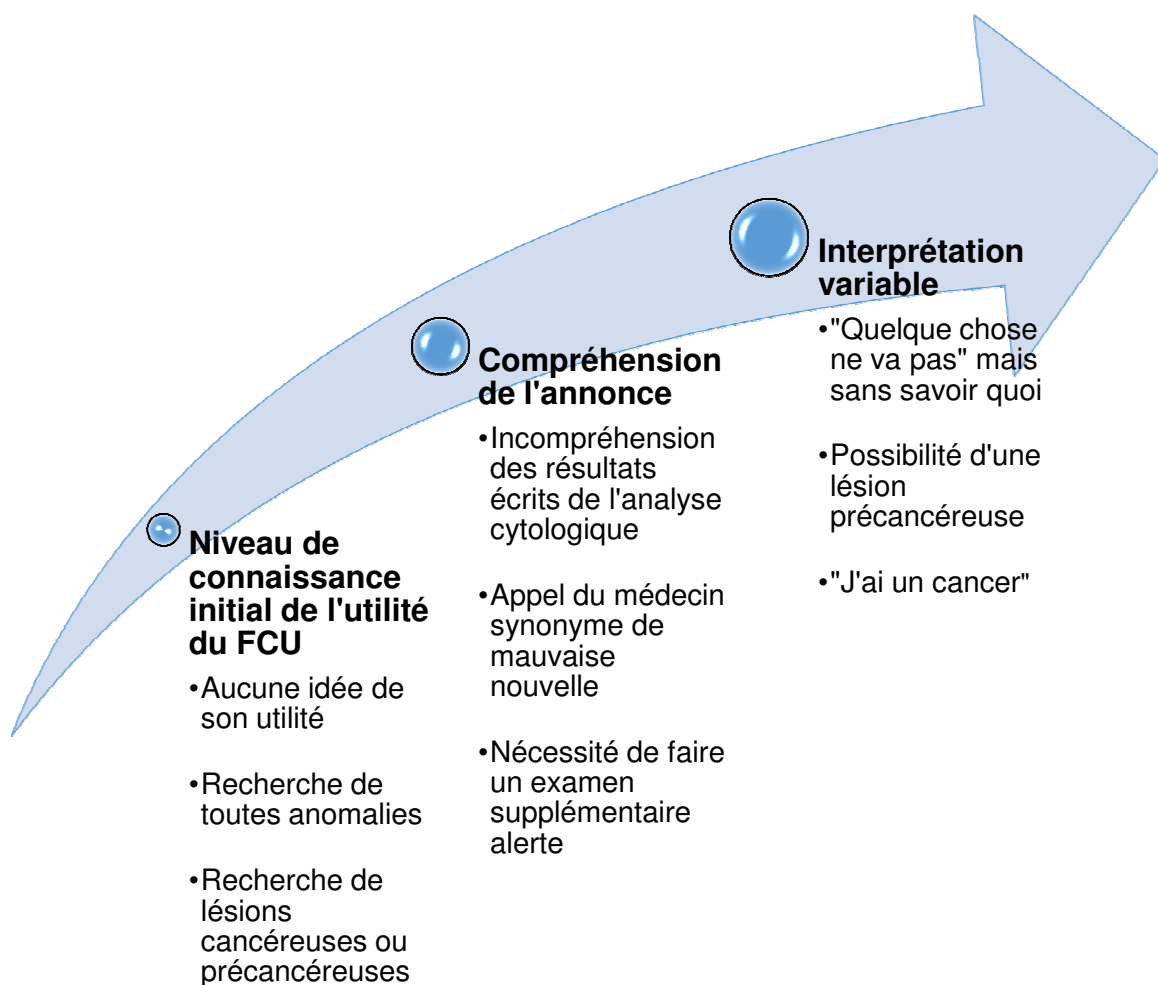 Niveau de
connaissance
initial de l'utilité
du FCU
•Aucune idée de
son utilité
•Recherche de
toutes anomalies
•Recherche de
lésions
cancéreuses ou
précancéreuses
Compréhension
de l'annonce
•Incompréhension
des résultats
écrits de l'analyse
cytologique
•Appel du médecin
synonyme de
mauvaise
nouvelle
•Nécessité de faire
un examen
supplémentaire
alerte
Interprétation
variable
•"Quelque chose
ne va pas" mais
sans savoir quoi
•Possibilité d'une
lésion
précancéreuse
•"J'ai un cancer"